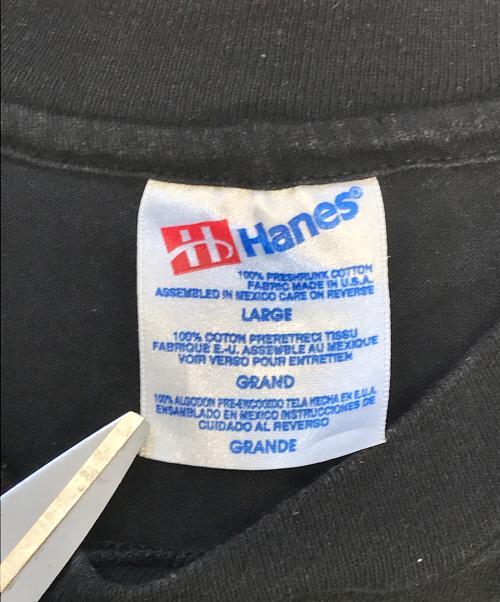 H Hanes®
100% PRESHRUNK COTTON
FABRIC MADE IN U.S.A.
ASSEMBLED IN MEXICO CARE ON REVERSE
LARGE
100% COTON PRERETRECI TISSU
FABRIQUE E.-U. ASSEMBLE AU MEXIQUE
VOIR VERSO POUR ENTRETIEN
GRAND
100% ALGODON PRE-ENCOGIDO TELA HECHA EN E.U.A.
ENSAMBLADO EN MEXICO INSTRUCCIONES DE
CUIDADO AL REVERSO
GRANDE